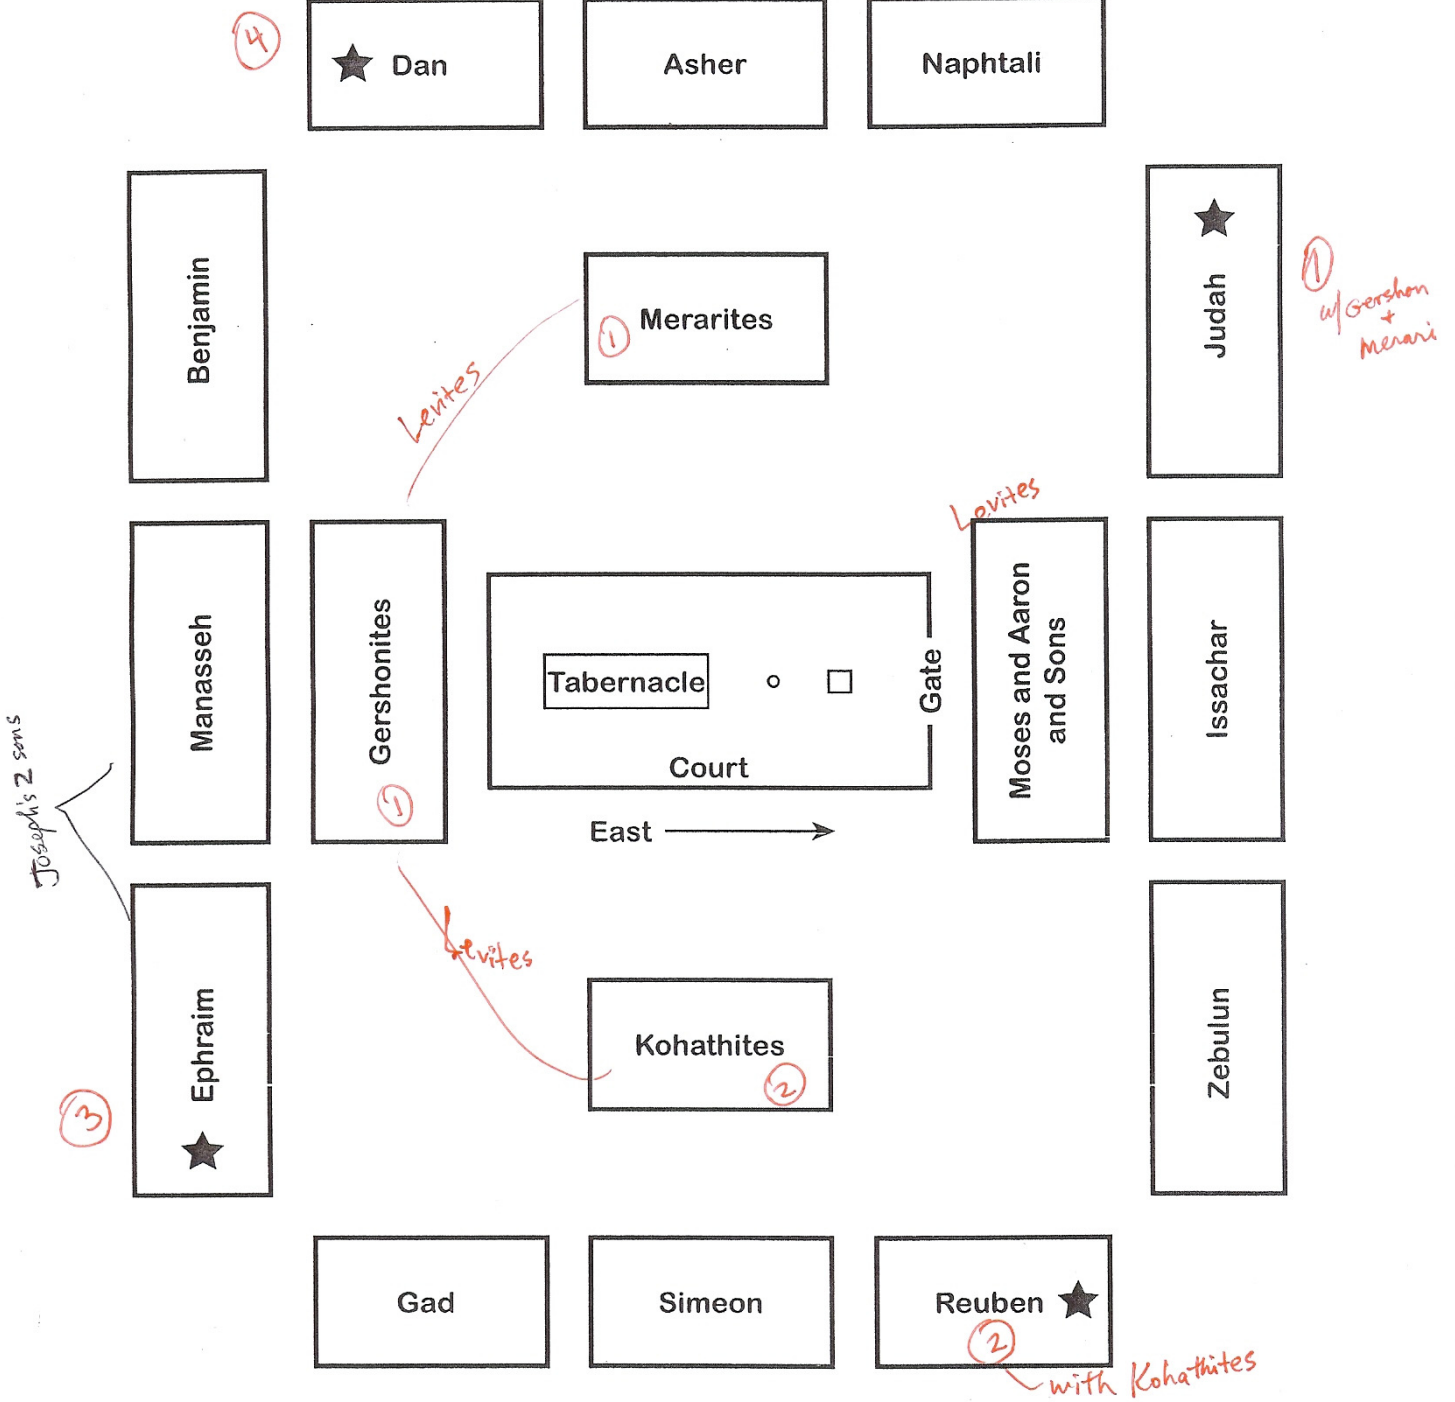 4
Dan
Asher
Naphtali
Benjamin
Judah
1
w/ Gershon
+
Merari
Merarites
1
Levites
Levites
Manasseh
Gershonites
1
Tabernacle
Gate
Court
East
Moses and Aaron
and Sons
Issachar
Joseph's 2 sons
Levites
Ephraim
3
Kohathites
2
Zebulun
Gad
Simeon
Reuben
2
with Kohathites